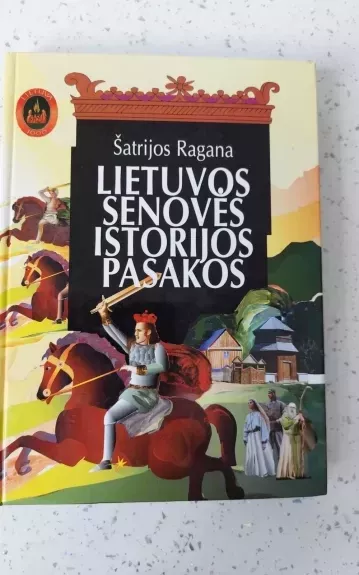 Šatrijos Ragana
LIETUVOS
SENOVĖS
ISTORIJOS
PASAKOS